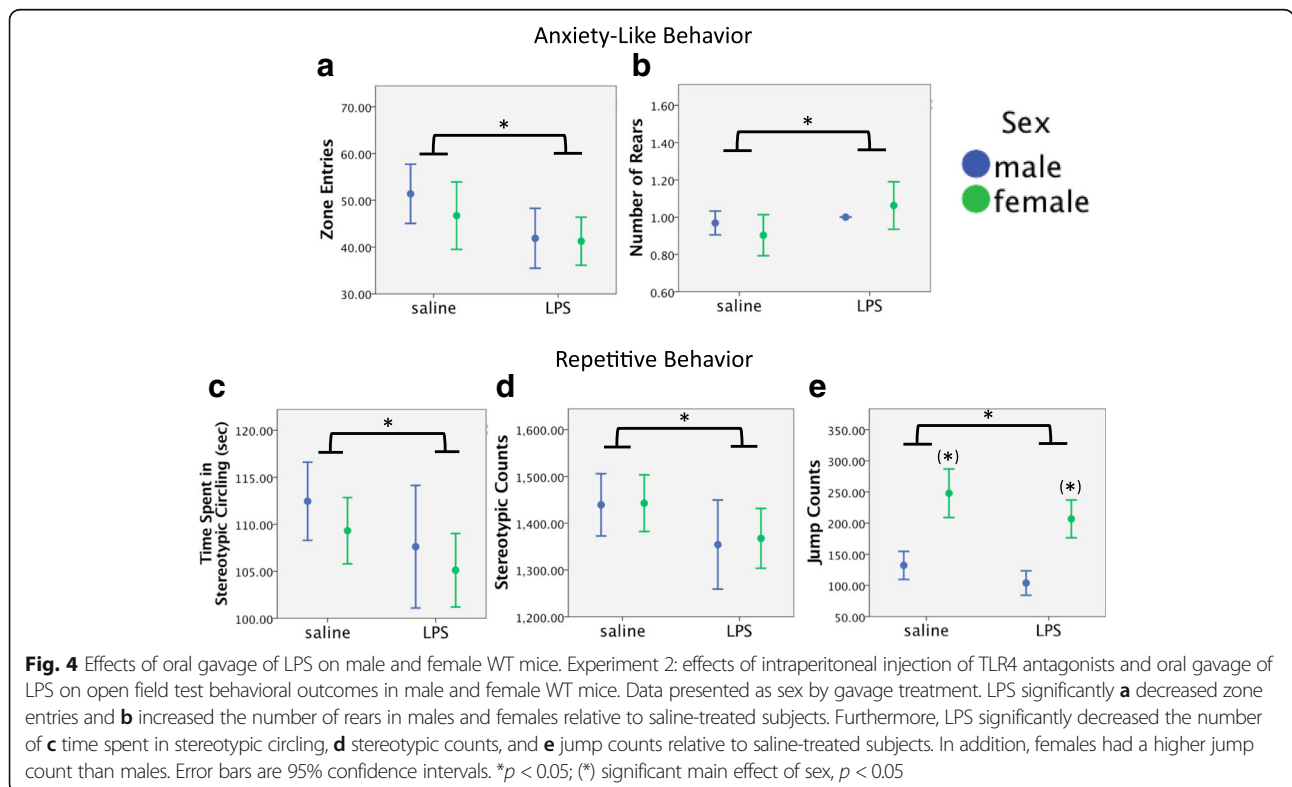 Anxiety-Like Behavior
a
b
70.00
60.00
50.00
40.00
30.00
Zone Entries
saline
LPS
*
1.60
1.40
1.20
1.00
0.80
0.60
Number of Rears
saline
LPS
*
Sex
male
female
Repetitive Behavior
c
d
e
120.00
115.00
110.00
105.00
100.00
Time Spent in
Stereotypic Circling (sec)
saline
LPS
*
1,600.00
1,500.00
1,400.00
1,300.00
1,200.00
Stereotypic Counts
saline
LPS
*
350.00
300.00
250.00
200.00
150.00
100.00
50.00
Jump Counts
saline
LPS
*
(*)
(*)
Fig. 4 Effects of oral gavage of LPS on male and female WT mice. Experiment 2: effects of intraperitoneal injection of TLR4 antagonists and oral gavage of
LPS on open field test behavioral outcomes in male and female WT mice. Data presented as sex by gavage treatment. LPS significantly a decreased zone
entries and b increased the number of rears in males and females relative to saline-treated subjects. Furthermore, LPS significantly decreased the number
of c time spent in stereotypic circling, d stereotypic counts, and e jump counts relative to saline-treated subjects. In addition, females had a higher jump
count than males. Error bars are 95% confidence intervals. *p < 0.05; (*) significant main effect of sex, p < 0.05